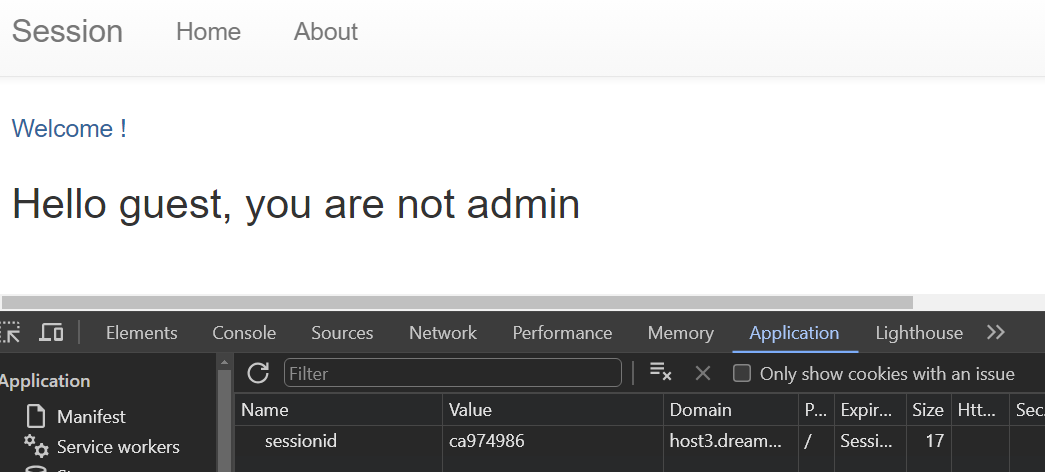 Session Home About
Welcome !
Hello guest, you are not admin
Elements Console Sources Network Performance Memory Application Lighthouse
Application
Filter
Only show cookies with an issue
Manifest
Service workers
Name Value Domain P... Expir... Size Htt... Sec.
sessionid ca974986 host3.dream... / Sessi... 17